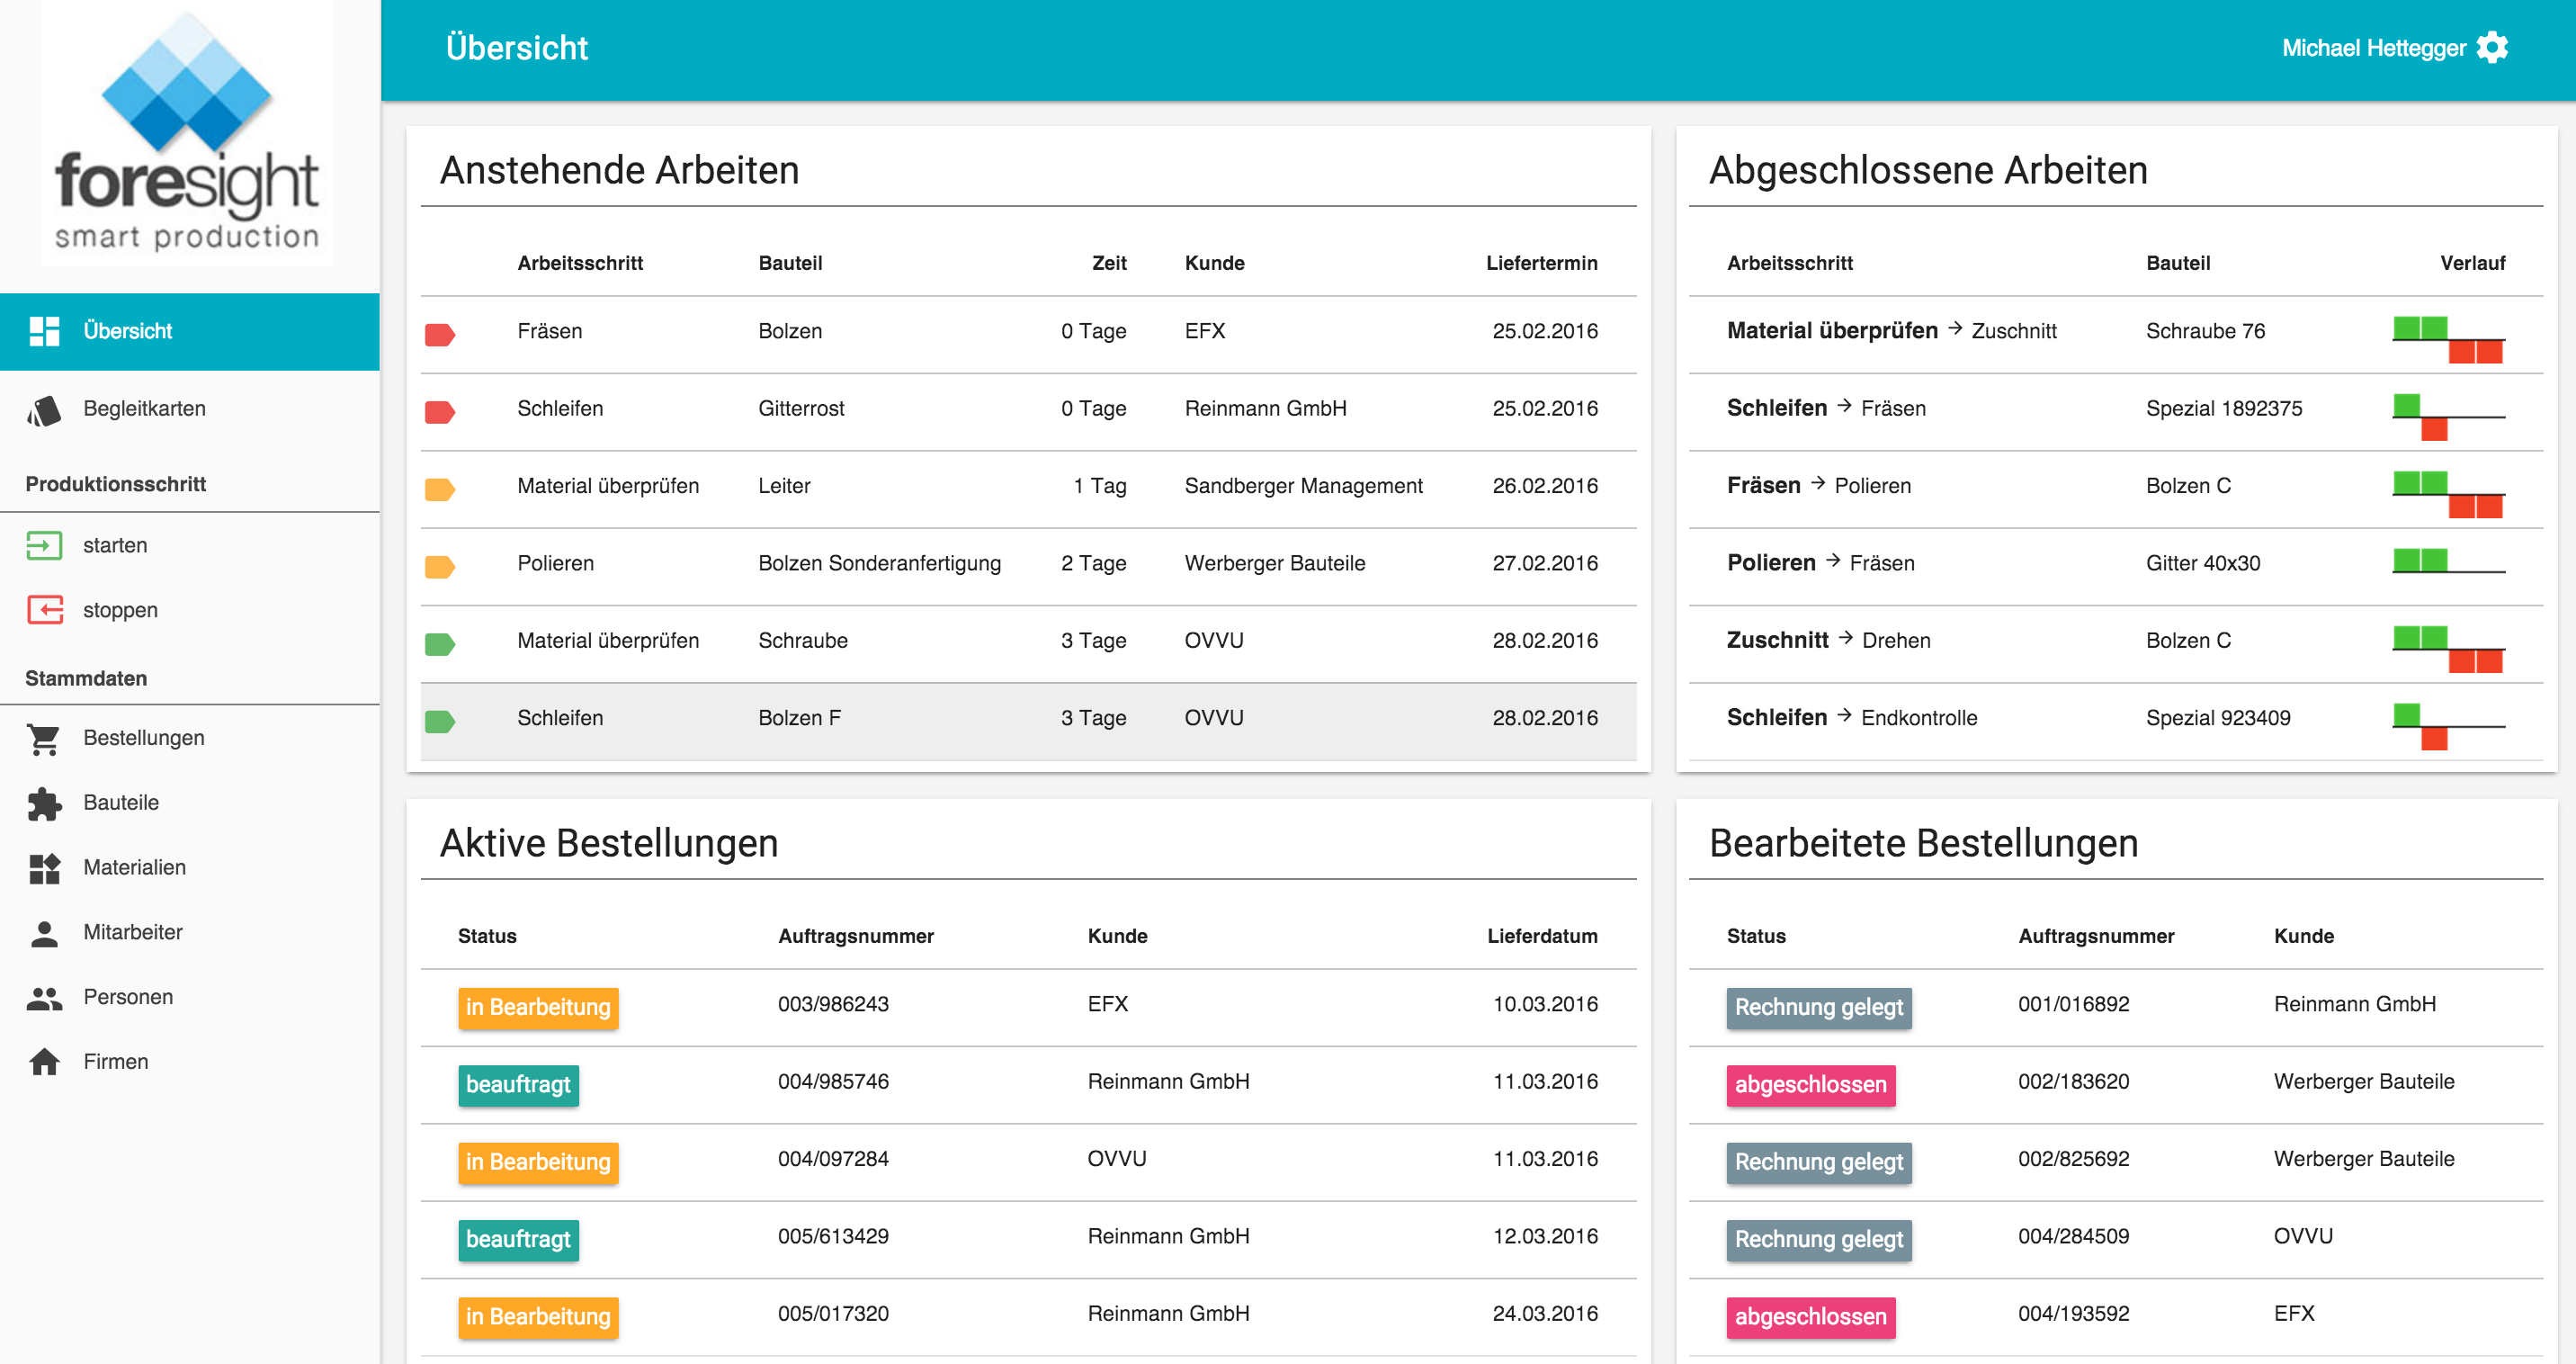 foresight
smart production
Übersicht
Begleitkarten
Produktionsschritt
starten
stoppen
Stammdaten
Bestellungen
Bauteile
Materialien
Mitarbeiter
Personen
Firmen
Übersicht
Michael Hettegger
Anstehende Arbeiten
Arbeitsschritt Bauteil Zeit Kunde Liefertermin
Fräsen Bolzen 0 Tage EFX 25.02.2016
Schleifen Gitterrost 0 Tage Reinmann GmbH 25.02.2016
Material überprüfen Leiter 1 Tag Sandberger Management 26.02.2016
Polieren Bolzen Sonderanfertigung 2 Tage Werberger Bauteile 27.02.2016
Material überprüfen Schraube 3 Tage OVVU 28.02.2016
Schleifen Bolzen F 3 Tage OVVU 28.02.2016
Abgeschlossene Arbeiten
Arbeitsschritt Bauteil Verlauf
Material überprüfen → Zuschnitt Schraube 76
Schleifen → Fräsen Spezial 1892375
Fräsen → Polieren Bolzen C
Polieren → Fräsen Gitter 40x30
Zuschnitt → Drehen Bolzen C
Schleifen → Endkontrolle Spezial 923409
Aktive Bestellungen
Status Auftragsnummer Kunde Lieferdatum
in Bearbeitung 003/986243 EFX 10.03.2016
beauftragt 004/985746 Reinmann GmbH 11.03.2016
in Bearbeitung 004/097284 OVVU 11.03.2016
beauftragt 005/613429 Reinmann GmbH 12.03.2016
in Bearbeitung 005/017320 Reinmann GmbH 24.03.2016
Bearbeitete Bestellungen
Status Auftragsnummer Kunde
Rechnung gelegt 001/016892 Reinmann GmbH
abgeschlossen 002/183620 Werberger Bauteile
Rechnung gelegt 002/825692 Werberger Bauteile
Rechnung gelegt 004/284509 OVVU
abgeschlossen 004/193592 EFX